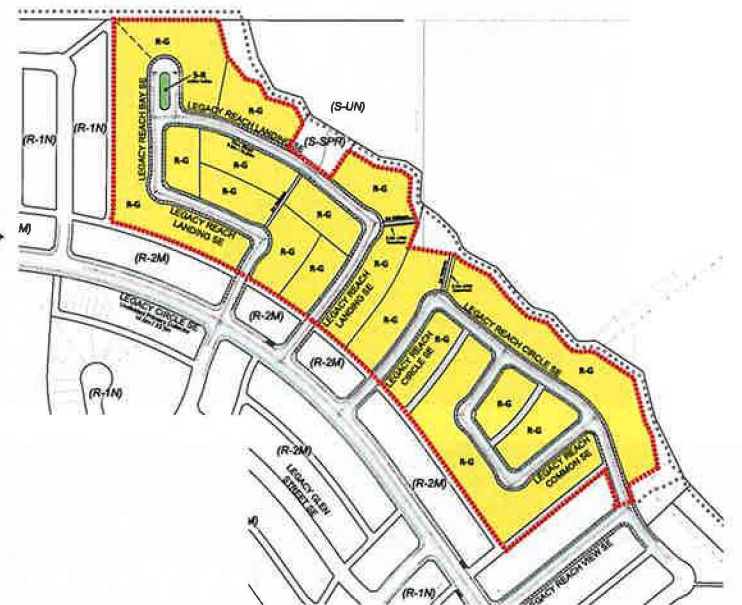 R-G
LEGACY REACH BAY SE
LEGACY REACH LANDING SE
R-G
(S-UN)
(S-SPR)
(R-1N)
(R-1N)
R-G
R-G
R-G
R-G
R-G
R-G
LEGACY REACH
LANDING SE
R-G
R-G
R-G
(R-2M)
LEGACY REACH
LANDING SE
LEGACY CIRCLE SE
(R-2M)
R-G
LEGACY REACH CIRCLE SE
(R-2M)
LEGACY REACH
CIRCLE SE
R-G
R-G
(R-1N)
R-G
R-G
R-G
LEGACY REACH
COMMON SE
(R-2M)
(R-2M)
LEGACY GLEN
STREET SE
(R-1N)
LEGACY REACH VIEW SE